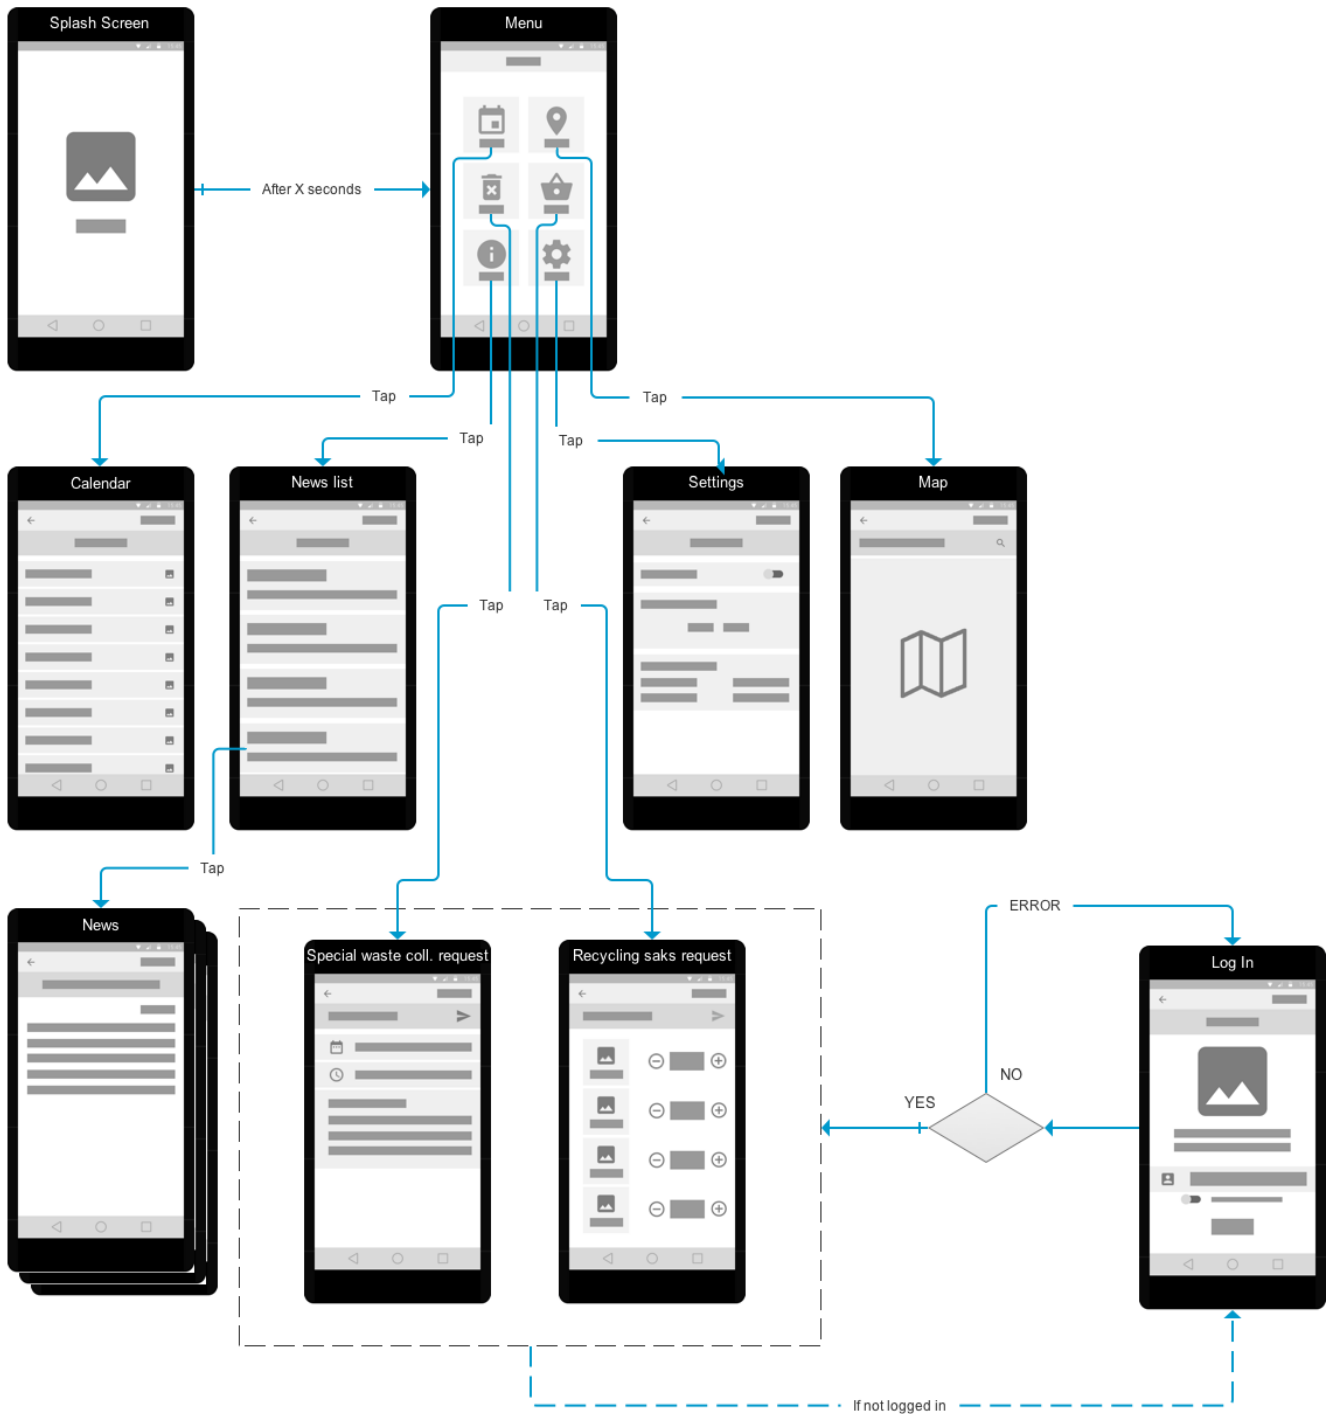 Splash Screen
Menu
After X seconds
Tap
Tap
Tap
Tap
Calendar
News list
Settings
Map
Tap
Tap
Tap
News
Special waste coll. request
Recycling saks request
ERROR
Log In
NO
YES
If not logged in